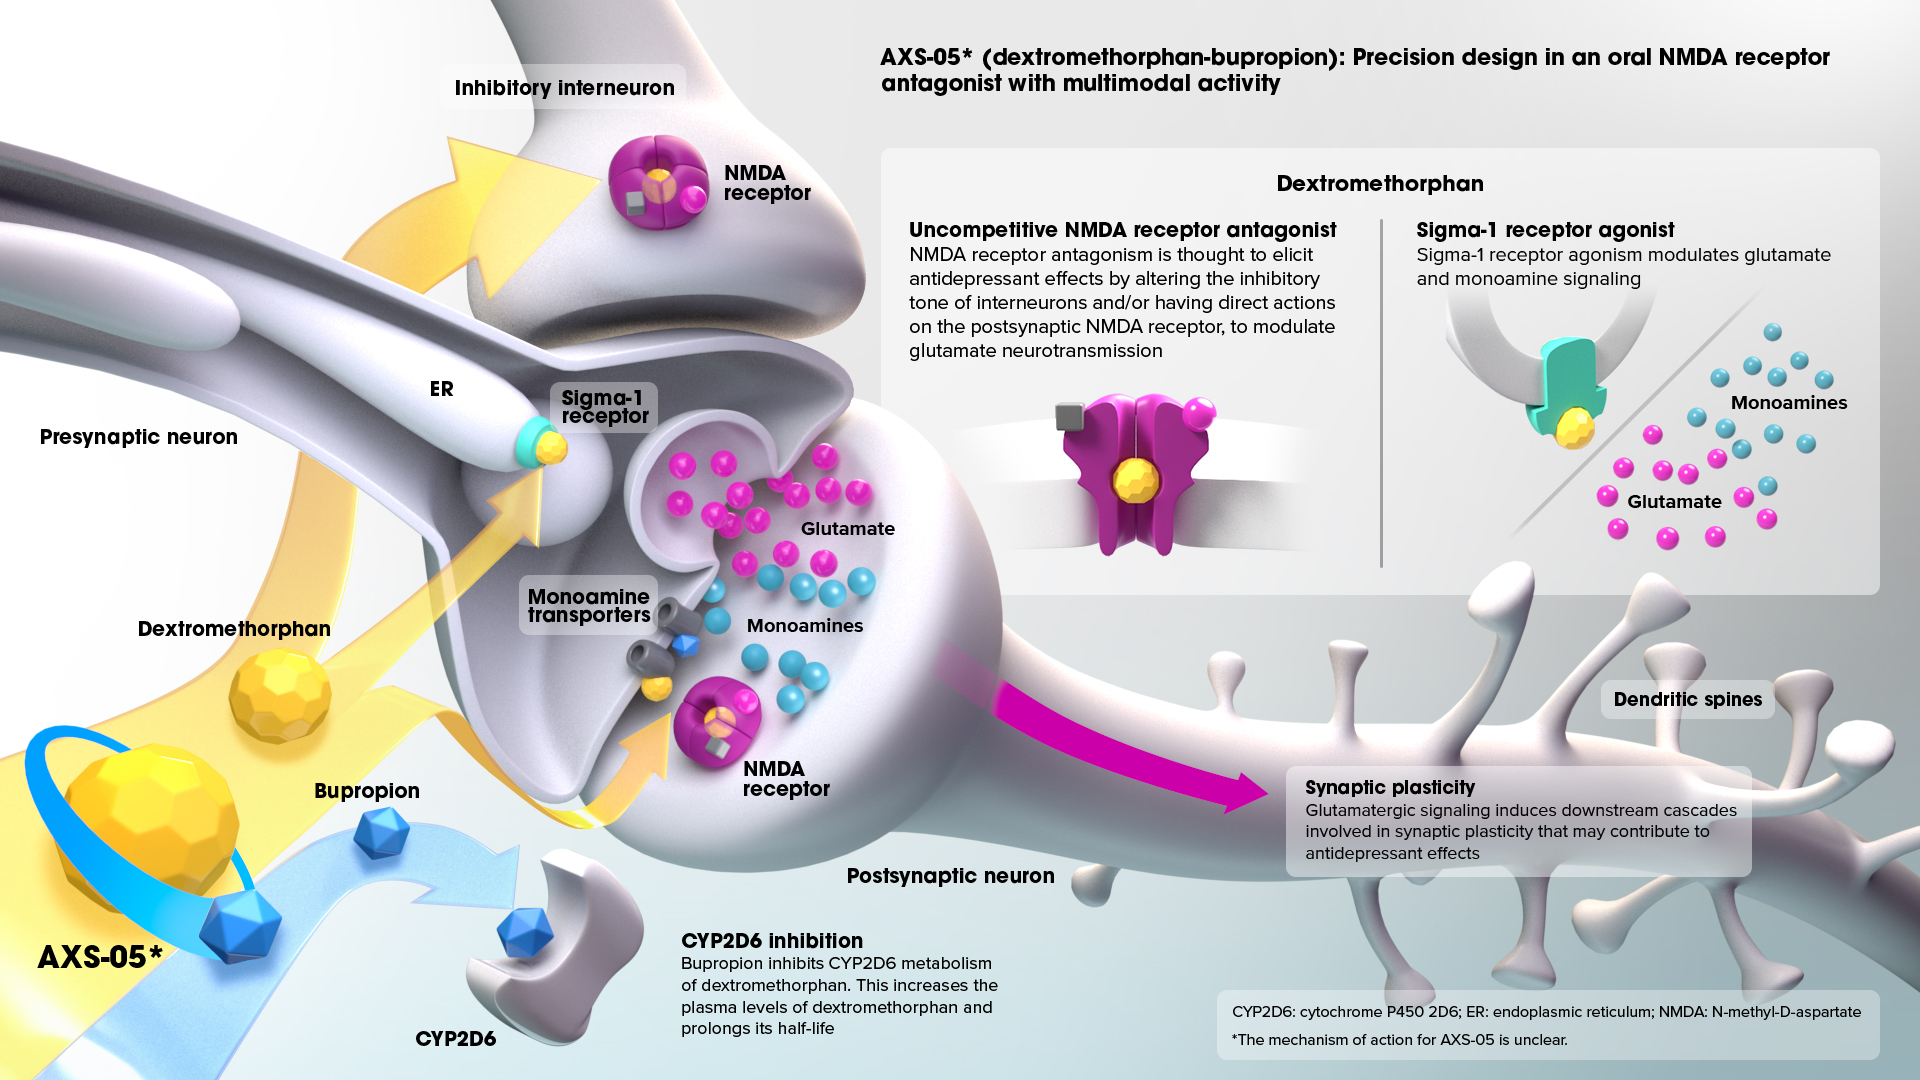 AXS-05* (dextromethorphan-bupropion): Precision design in an oral NMDA receptor
antagonist with multimodal activity
Inhibitory interneuron
NMDA
receptor
Dextromethorphan
Uncompetitive NMDA receptor antagonist
NMDA receptor antagonism is thought to elicit
antidepressant effects by altering the inhibitory
tone of interneurons and/or having direct actions
on the postsynaptic NMDA receptor, to modulate
glutamate neurotransmission
Sigma-1 receptor agonist
Sigma-1 receptor agonism modulates glutamate
and monoamine signaling
Monoamines
Glutamate
ER
Sigma-1
receptor
Presynaptic neuron
Glutamate
Monoamine
transporters
Monoamines
Dextromethorphan
NMDA
receptor
Bupropion
AXS-05*
Dendritic spines
Synaptic plasticity
Glutamatergic signaling induces downstream cascades
involved in synaptic plasticity that may contribute to
antidepressant effects
Postsynaptic neuron
CYP2D6 inhibition
Bupropion inhibits CYP2D6 metabolism
of dextromethorphan. This increases the
plasma levels of dextromethorphan and
prolongs its half-life
CYP2D6
CYP2D6: cytochrome P450 2D6; ER: endoplasmic reticulum; NMDA: N-methyl-D-aspartate
*The mechanism of action for AXS-05 is unclear.